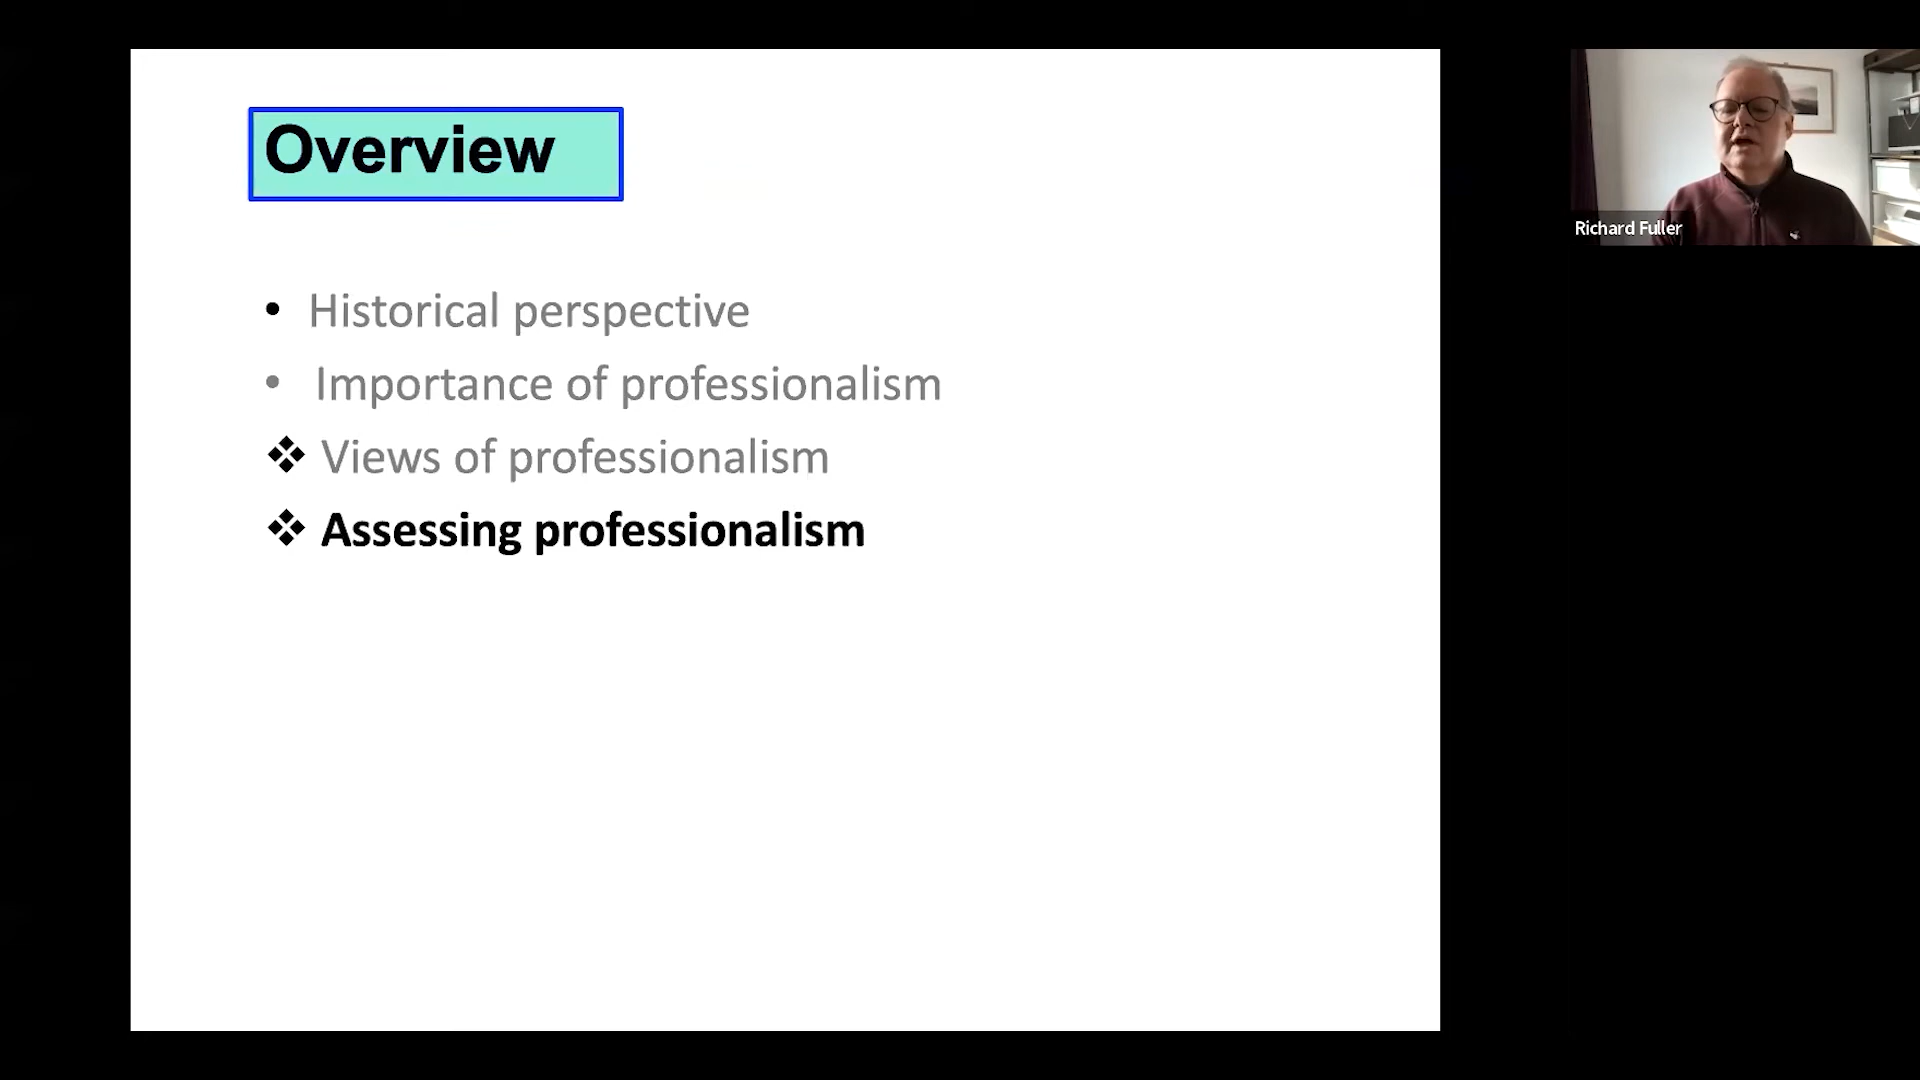 Overview
• Historical perspective
• Importance of professionalism
❖ Views of professionalism
❖ Assessing professionalism
Richard Fuller